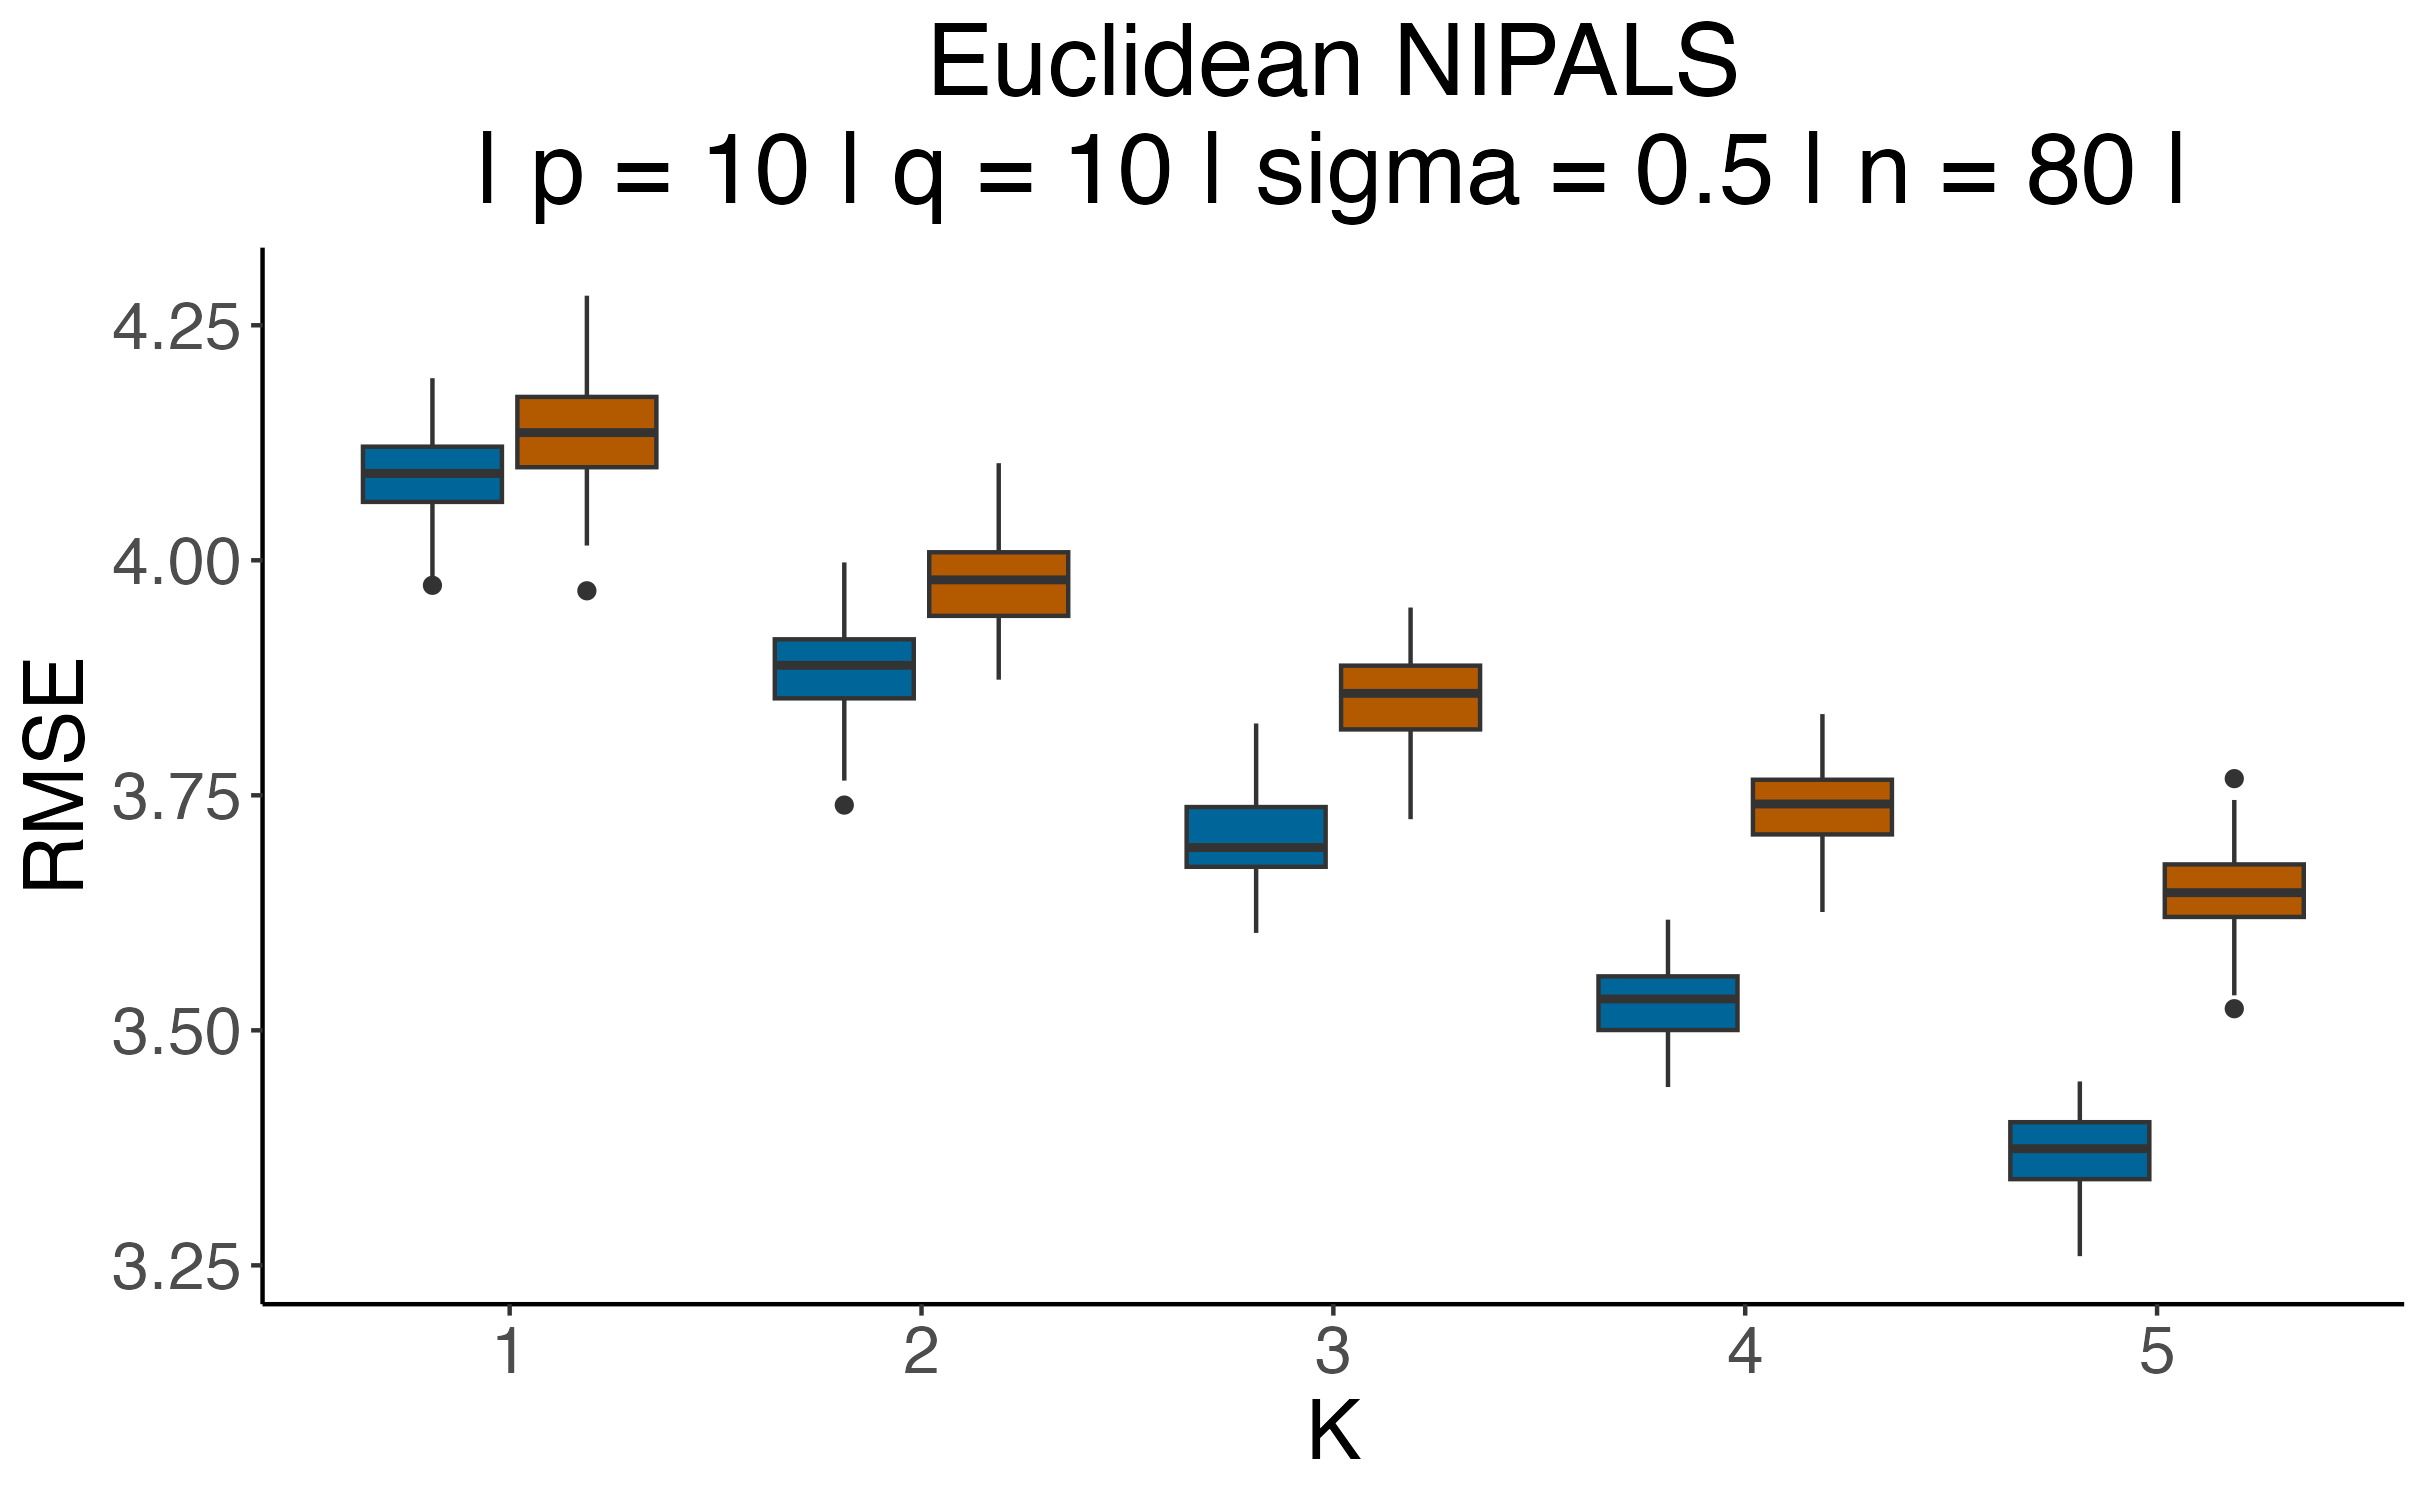 Euclidean NIPALS
| p = 10 | q = 10 | sigma = 0.5 | n = 80 |
RMSE
4.25
4.00
3.75
3.50
3.25
1 2 3 4 5
K